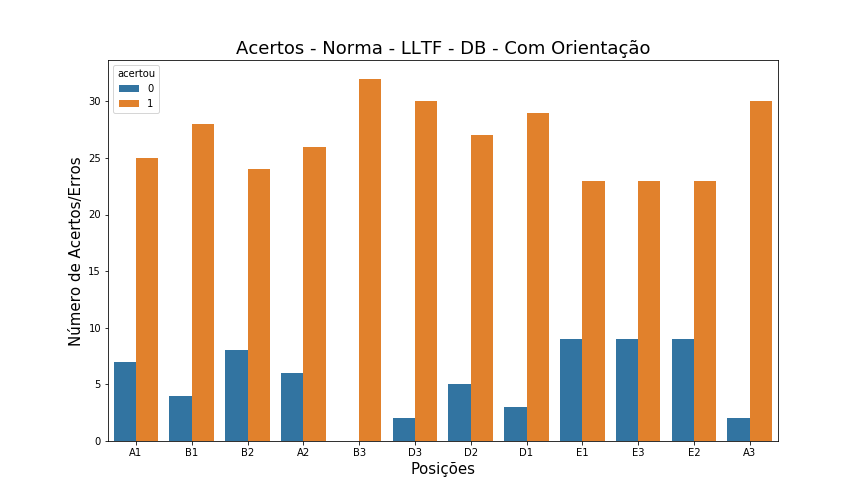 Acertos - Norma - LLTF - DB - Com Orientação
acertou
0
1
30
25
20
15
10
5
0
Número de Acertos/Erros
A1 B1 B2 A2 B3 D3 D2 D1 E1 E3 E2 A3
Posições